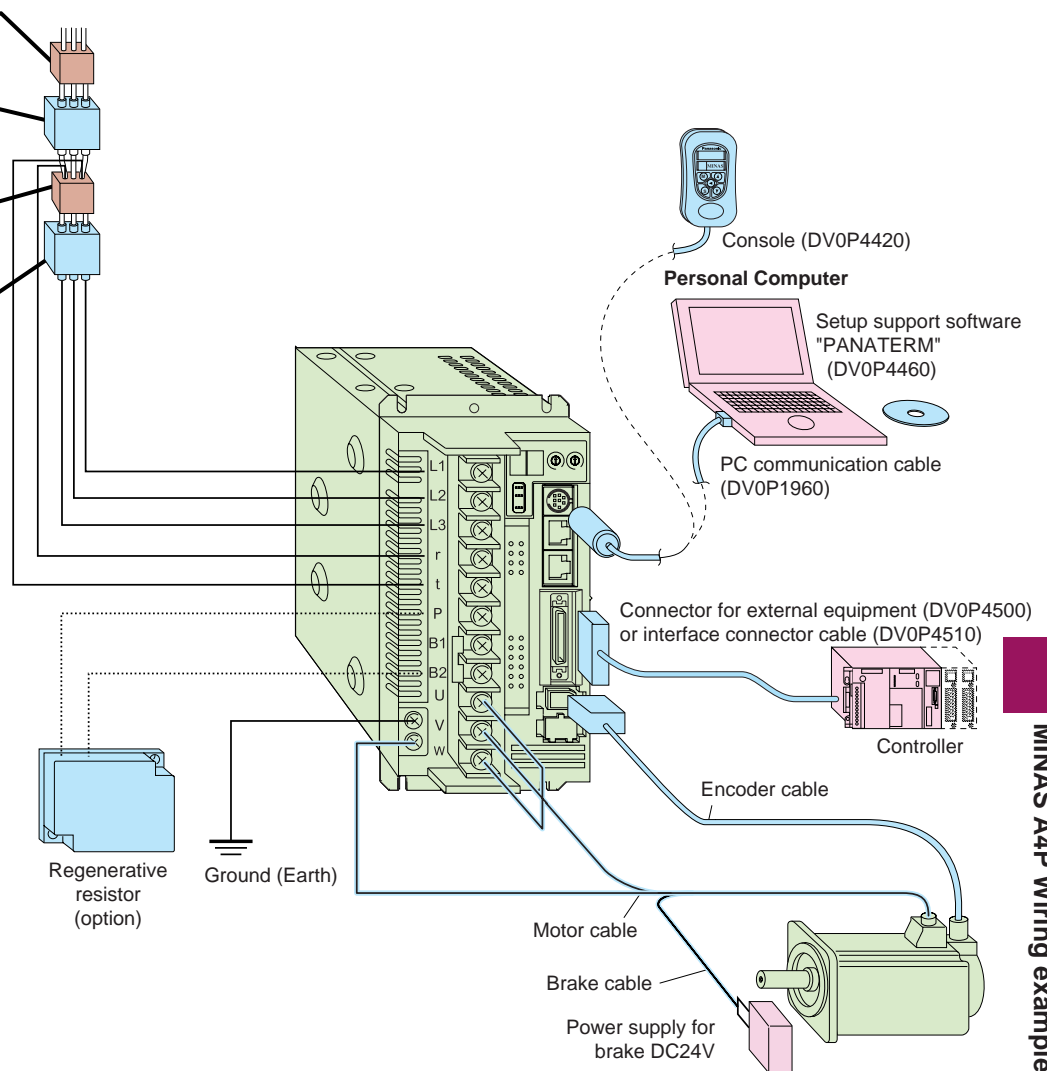 Panasonic
MINAS
Console (DV0P4420)
Personal Computer
Setup support software
"PANATERM"
(DV0P4460)
PC communication cable
(DV0P1960)
L1
L2
L3
r
t
P
B1
B2
U
V
W
Connector for external equipment (DV0P4500)
or interface connector cable (DV0P4510)
Controller
Encoder cable
Regenerative
resistor
(option)
Ground (Earth)
Motor cable
Brake cable
Power supply for
brake DC24V
MINAS A4P Wiring example